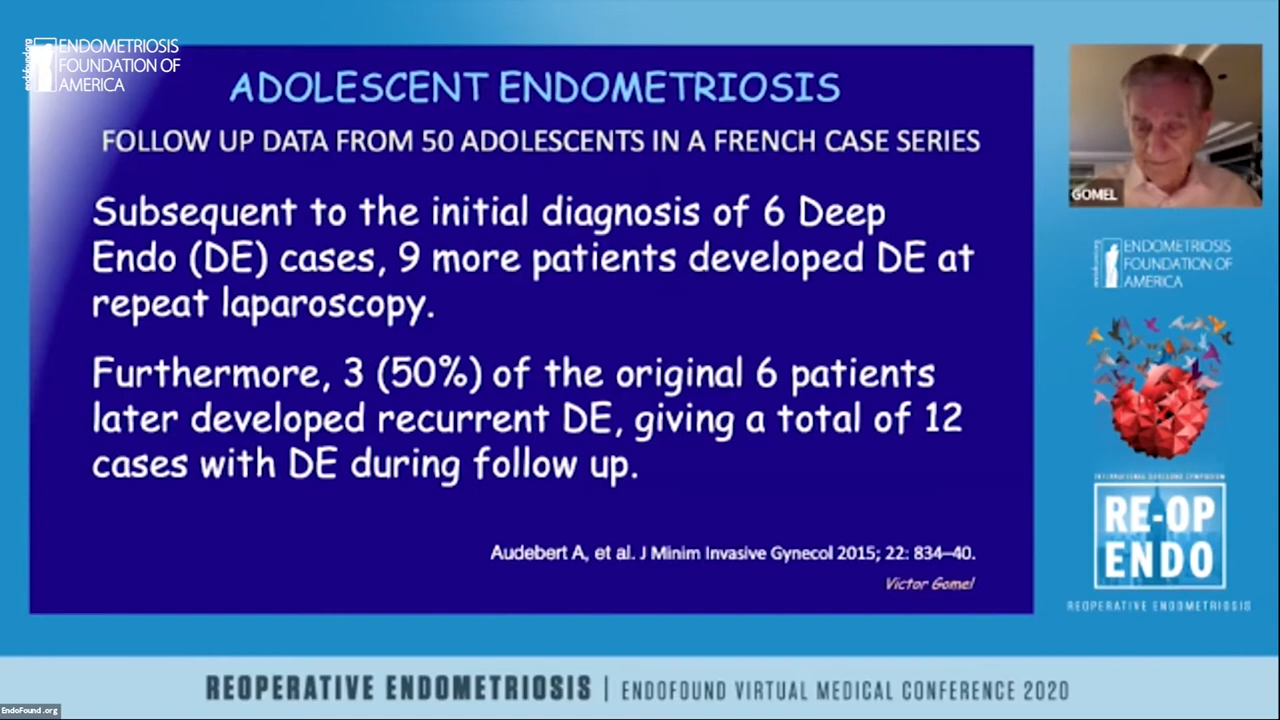 ENDOMETRIOSIS
FOUNDATION OF
AMERICA
endofound.org
ADOLESCENT ENDOMETRIOSIS
FOLLOW UP DATA FROM 50 ADOLESCENTS IN A FRENCH CASE SERIES
Subsequent to the initial diagnosis of 6 Deep
Endo (DE) cases, 9 more patients developed DE at
repeat laparoscopy.
Furthermore, 3 (50%) of the original 6 patients
later developed recurrent DE, giving a total of 12
cases with DE during follow up.
Audebert A, et al. J Minim Invasive Gynecol 2015; 22: 834–40.
Victor Gomel
GOMEL
ENDOMETRIOSIS
FOUNDATION OF
AMERICA
RE-OP
ENDO
REOPERATIVE ENDOMETRIOSIS
REOPERATIVE ENDOMETRIOSIS | ENDOFOUND VIRTUAL MEDICAL CONFERENCE 2020
EndoFound.org